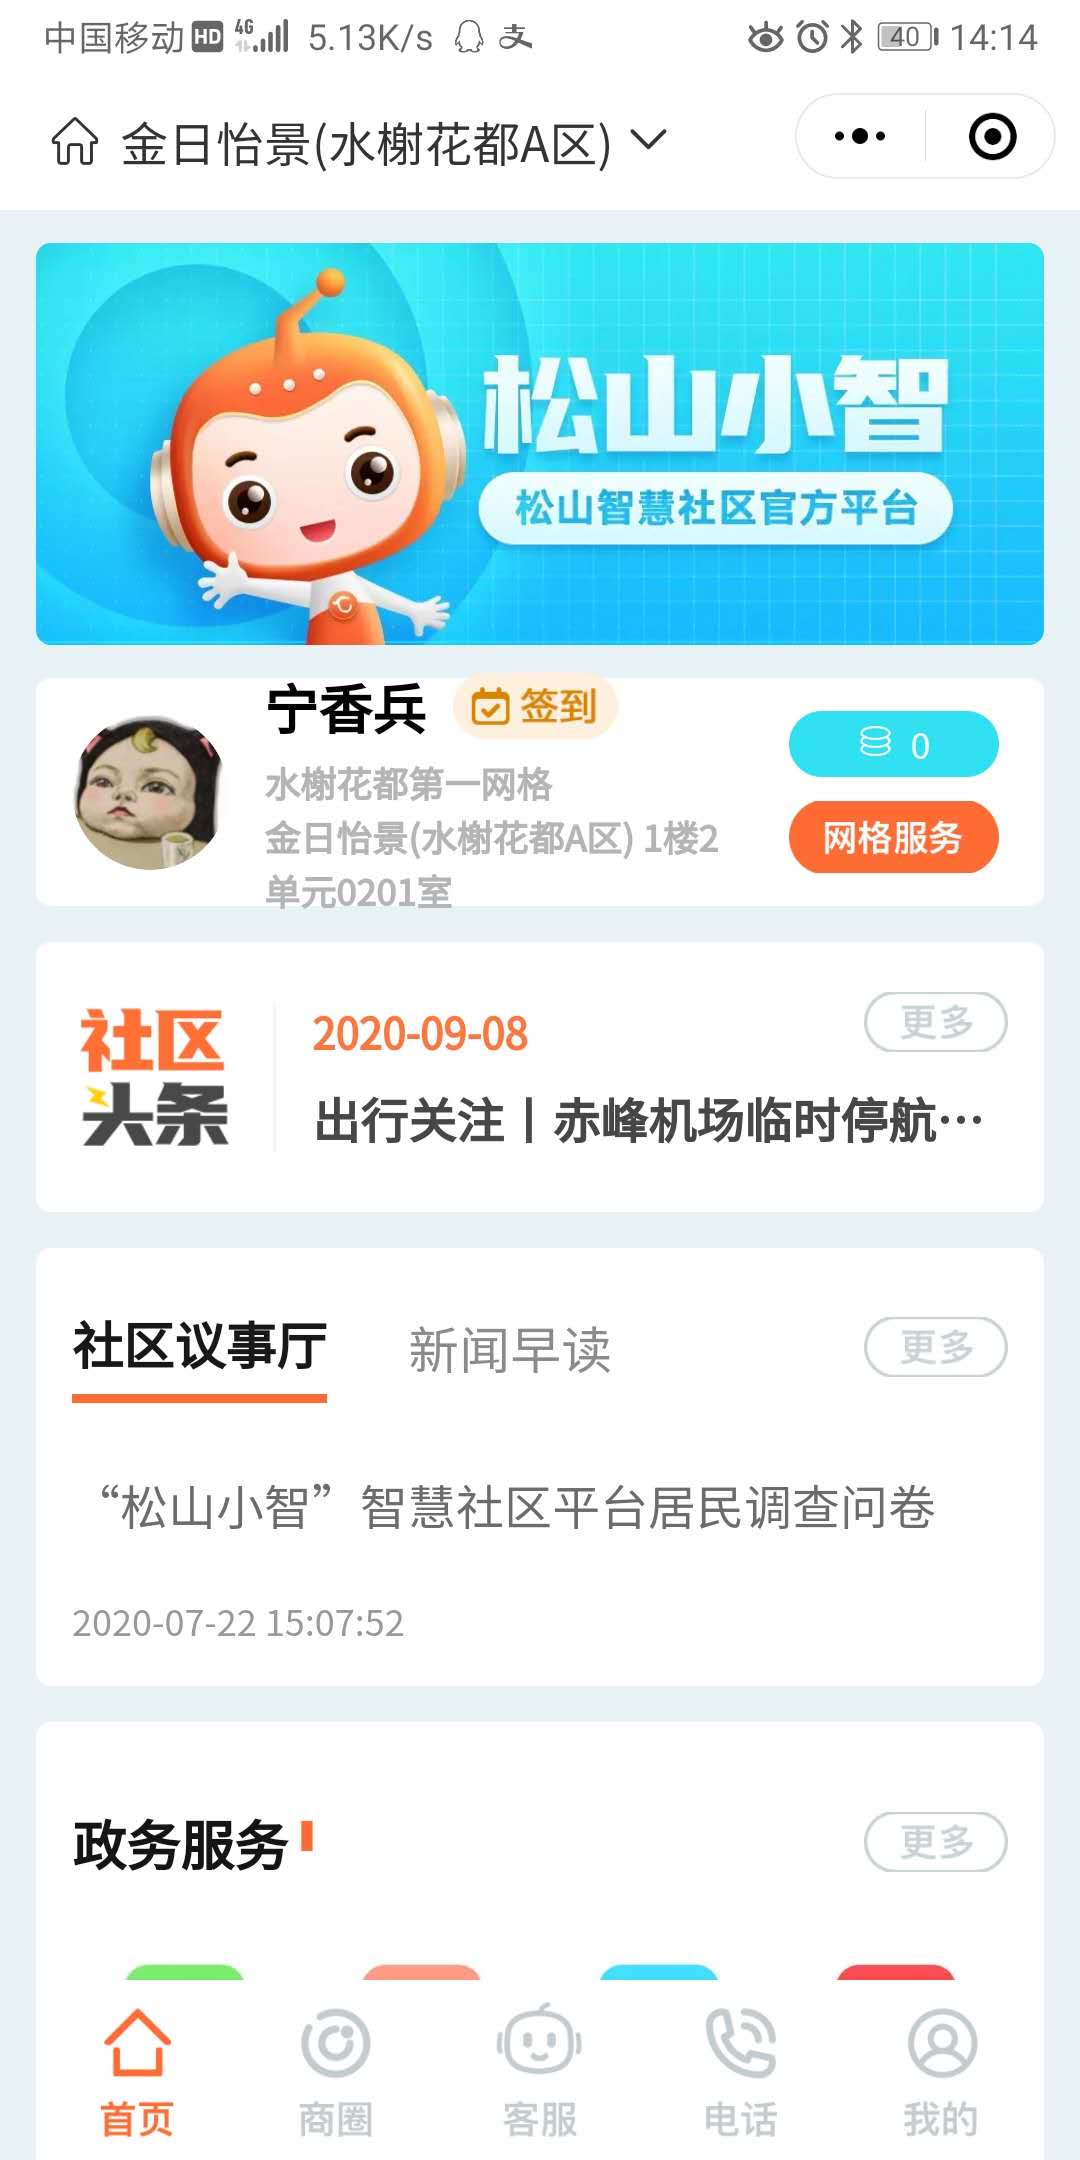 中国移动 HD 4G 5.13K/s 支 40 14:14
金日怡景(水榭花都A区)
松山小智
松山智慧社区官方平台
宁香兵 签到
0
水榭花都第一网格
金日怡景(水榭花都A区) 1楼2
单元0201室
网格服务
社区
头条
2020-09-08 更多
出行关注丨赤峰机场临时停航…
社区议事厅 新闻早读 更多
“松山小智”智慧社区平台居民调查问卷
2020-07-22 15:07:52
政务服务 更多
首页 商圈 客服 电话 我的